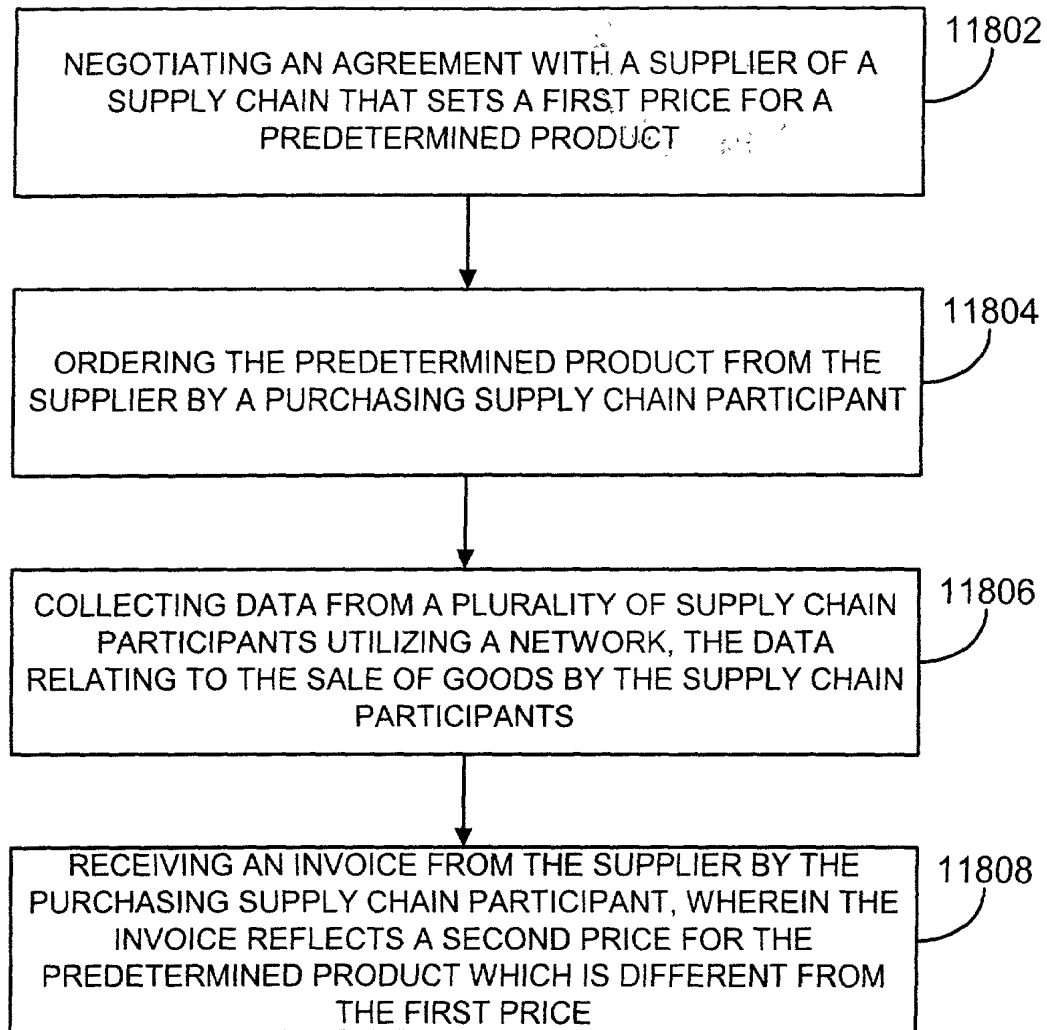 11802
NEGOTIATING AN AGREEMENT WITH A SUPPLIER OF A
SUPPLY CHAIN THAT SETS A FIRST PRICE FOR A
PREDETERMINED PRODUCT
11804
ORDERING THE PREDETERMINED PRODUCT FROM THE
SUPPLIER BY A PURCHASING SUPPLY CHAIN PARTICIPANT
11806
COLLECTING DATA FROM A PLURALITY OF SUPPLY CHAIN
PARTICIPANTS UTILIZING A NETWORK, THE DATA
RELATING TO THE SALE OF GOODS BY THE SUPPLY CHAIN
PARTICIPANTS
11808
RECEIVING AN INVOICE FROM THE SUPPLIER BY THE
PURCHASING SUPPLY CHAIN PARTICIPANT, WHEREIN THE
INVOICE REFLECTS A SECOND PRICE FOR THE
PREDETERMINED PRODUCT WHICH IS DIFFERENT FROM
THE FIRST PRICE